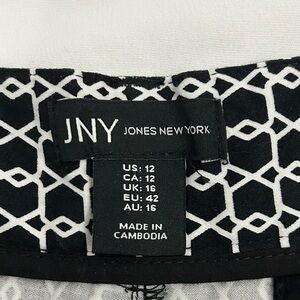 JNY JONES NEW YORK
US: 12
CA: 12
UK: 16
EU: 42
AU: 16
MADE IN
CAMBODIA